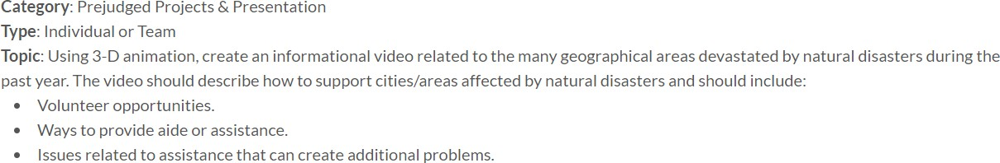 Category: Prejudged Projects & Presentation
Type: Individual or Team
Topic: Using 3-D animation, create an informational video related to the many geographical areas devastated by natural disasters during the
past year. The video should describe how to support cities/areas affected by natural disasters and should include:
• Volunteer opportunities.
• Ways to provide aide or assistance.
• Issues related to assistance that can create additional problems.